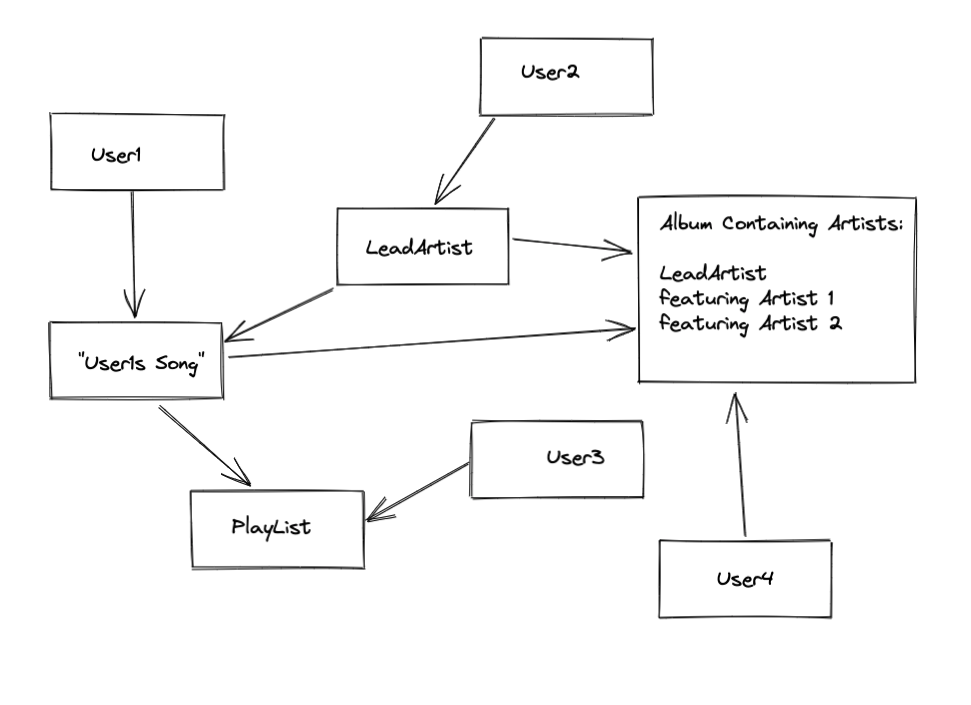 User2
User1
LeadArtist
Album Containing Artists:
LeadArtist
featuring Artist 1
featuring Artist 2
"User1s Song"
User3
PlayList
User4